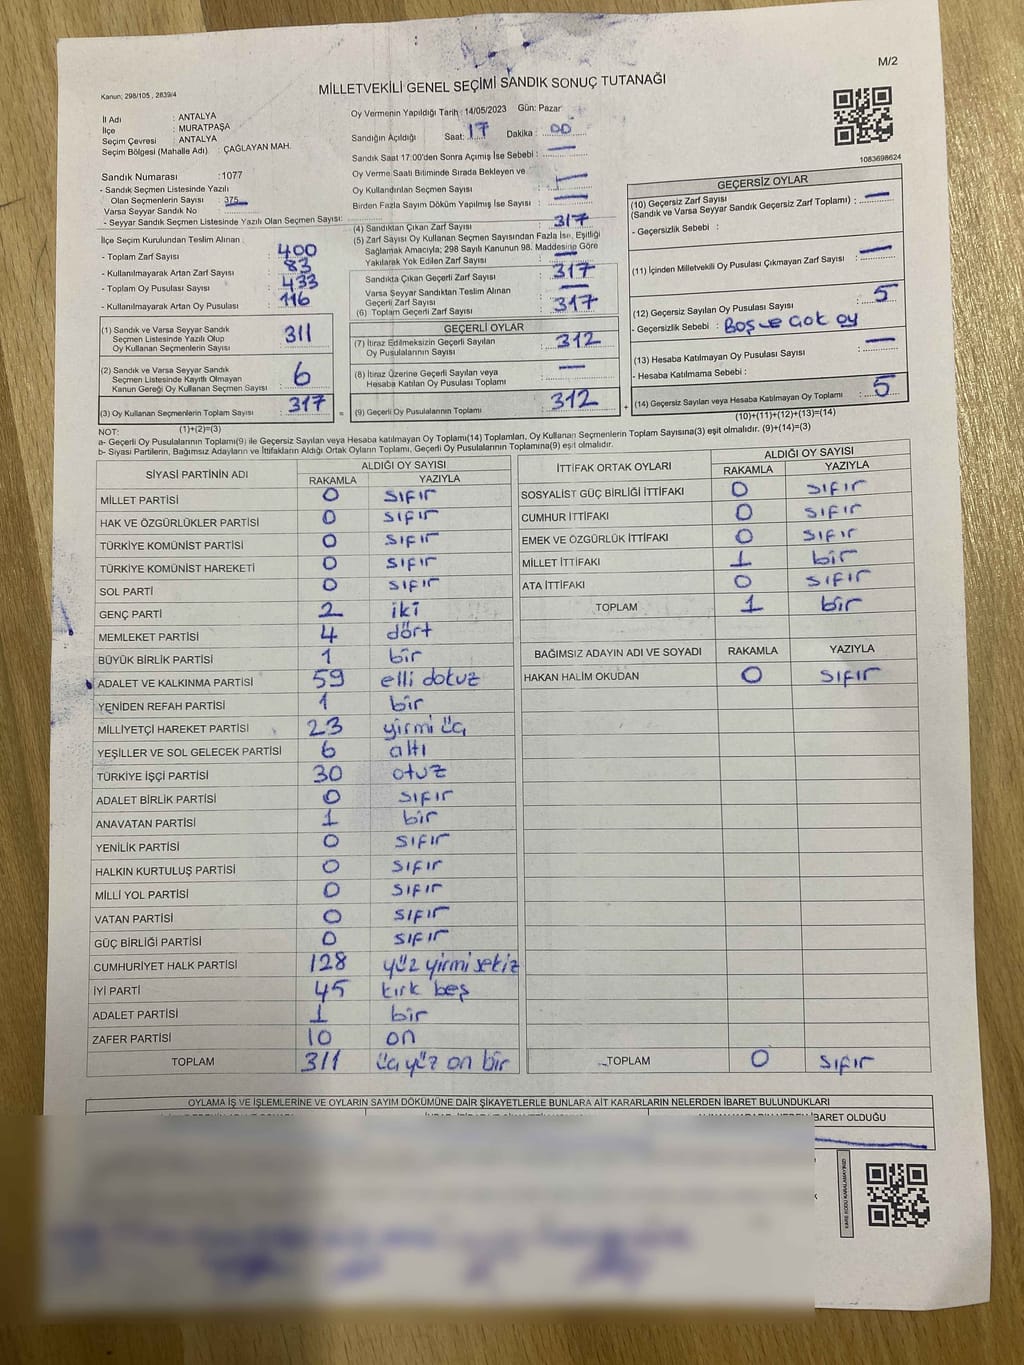 M/2
MİLLETVEKİLİ GENEL SEÇİMİ SANDIK SONUÇ TUTANAĞI
Kanun; 298/105 , 2839/4
İl Adı : ANTALYA
İlçe : MURATPAŞA
Seçim Çevresi : ANTALYA
Seçim Bölgesi (Mahalle Adı) : ÇAĞLAYAN MAH.
Oy Vermenin Yapıldığı Tarih : 14/05/2023 Gün: Pazar
Sandığın Açıldığı Saat: 17 Dakika : 00
Sandık Saat 17:00'den Sonra Açımış İse Sebebi : —
Oy Verme Saati Bitiminde Sırada Bekleyen ve
Oy Kullandırılan Seçmen Sayısı : —
Birden Fazla Sayım Döküm Yapılmış İse Sayısı : —
1083698624
Sandık Numarası :1077
- Sandık Seçmen Listesinde Yazılı
Olan Seçmenlerin Sayısı : 375
Varsa Seyyar Sandık No :
- Seyyar Sandık Seçmen Listesinde Yazılı Olan Seçmen Sayısı:
İlçe Seçim Kurulundan Teslim Alınan :
- Toplam Zarf Sayısı : 400
- Kullanılmayarak Artan Zarf Sayısı : 83
- Toplam Oy Pusulası Sayısı : 433
- Kullanılmayarak Artan Oy Pusulası : 116
(1) Sandık ve Varsa Seyyar Sandık
Seçmen Listesinde Yazılı Olup
Oy Kullanan Seçmenlerin Sayısı : 311
(2) Sandık ve Varsa Seyyar Sandık
Seçmen Listesinde Kayıtlı Olmayan
Kanun Gereği Oy Kullanan Seçmen Sayısı : 6
(3) Oy Kullanan Seçmenlerin Toplam Sayısı : 317
(1)+(2)=(3)
(4) Sandıktan Çıkan Zarf Sayısı : 317
(5) Zarf Sayısı Oy Kullanan Seçmen Sayısından Fazla İse, Eşitliği
Sağlamak Amacıyla; 298 Sayılı Kanunun 98. Maddesine Göre
Yakılarak Yok Edilen Zarf Sayısı : —
Sandıkta Çıkan Geçerli Zarf Sayısı : 317
Varsa Seyyar Sandıktan Teslim Alınan
Geçerli Zarf Sayısı : —
(6) Toplam Geçerli Zarf Sayısı : 317
GEÇERLİ OYLAR
(7) İtiraz Edilmeksizin Geçerli Sayılan
Oy Pusulalarının Sayısı : 312
(8) İtiraz Üzerine Geçerli Sayılan veya
Hesaba Katılan Oy Pusulası Toplamı : —
= (9) Geçerli Oy Pusulalarının Toplamı : 312 +
GEÇERSİZ OYLAR
(10) Geçersiz Zarf Sayısı
(Sandık ve Varsa Seyyar Sandık Geçersiz Zarf Toplamı) : —
- Geçersizlik Sebebi :
(11) İçinden Milletvekili Oy Pusulası Çıkmayan Zarf Sayısı : —
(12) Geçersiz Sayılan Oy Pusulası Sayısı : 5
- Geçersizlik Sebebi : Boş ve çok oy
(13) Hesaba Katılmayan Oy Pusulası Sayısı : —
- Hesaba Katılmama Sebebi :
(14) Geçersiz Sayılan veya Hesaba Katılmayan Oy Toplamı : 5
(10)+(11)+(12)+(13)=(14)
NOT:
a- Geçerli Oy Pusulalarının Toplamı(9) ile Geçersiz Sayılan veya Hesaba katılmayan Oy Toplamı(14) Toplamları, Oy Kullanan Seçmenlerin Toplam Sayısına(3) eşit olmalıdır. (9)+(14)=(3)
b- Siyasi Partilerin, Bağımsız Adayların ve İttifakların Aldığı Ortak Oyların Toplamı, Geçerli Oy Pusulalarının Toplamına(9) eşit olmalıdır.
SİYASİ PARTİNİN ADI ALDIĞI OY SAYISI
RAKAMLA YAZIYLA
MİLLET PARTİSİ 0 sıfır
HAK VE ÖZGÜRLÜKLER PARTİSİ 0 sıfır
TÜRKİYE KOMÜNİST PARTİSİ 0 sıfır
TÜRKİYE KOMÜNİST HAREKETİ 0 sıfır
SOL PARTİ 0 sıfır
GENÇ PARTİ 2 iki
MEMLEKET PARTİSİ 4 dört
BÜYÜK BİRLİK PARTİSİ 1 bir
ADALET VE KALKINMA PARTİSİ 59 elli dokuz
YENİDEN REFAH PARTİSİ 1 bir
MİLLİYETÇİ HAREKET PARTİSİ 23 yirmi üç
YEŞİLLER VE SOL GELECEK PARTİSİ 6 altı
TÜRKİYE İŞÇİ PARTİSİ 30 otuz
ADALET BİRLİK PARTİSİ 0 sıfır
ANAVATAN PARTİSİ 1 bir
YENİLİK PARTİSİ 0 sıfır
HALKIN KURTULUŞ PARTİSİ 0 sıfır
MİLLİ YOL PARTİSİ 0 sıfır
VATAN PARTİSİ 0 sıfır
GÜÇ BİRLİĞİ PARTİSİ 0 sıfır
CUMHURİYET HALK PARTİSİ 128 yüz yirmi sekiz
İYİ PARTİ 45 kırk beş
ADALET PARTİSİ 1 bir
ZAFER PARTİSİ 10 on
TOPLAM 311 üç yüz on bir
İTTİFAK ORTAK OYLARI ALDIĞI OY SAYISI
RAKAMLA YAZIYLA
SOSYALİST GÜÇ BİRLİĞİ İTTİFAKI 0 sıfır
CUMHUR İTTİFAKI 0 sıfır
EMEK VE ÖZGÜRLÜK İTTİFAKI 0 sıfır
MİLLET İTTİFAKI 1 bir
ATA İTTİFAKI 0 sıfır
TOPLAM 1 bir
BAĞIMSIZ ADAYIN ADI VE SOYADI RAKAMLA YAZIYLA
HAKAN HALİM OKUDAN 0 sıfır
TOPLAM 0 sıfır
OYLAMA İŞ VE İŞLEMLERİNE VE OYLARIN SAYIM DÖKÜMÜNE DAİR ŞİKAYETLERLE BUNLARA AİT KARARLARIN NELERDEN İBARET BULUNDUKLARI
İBARET OLDUĞU
KARE KODU KARALAMAYINIZ!